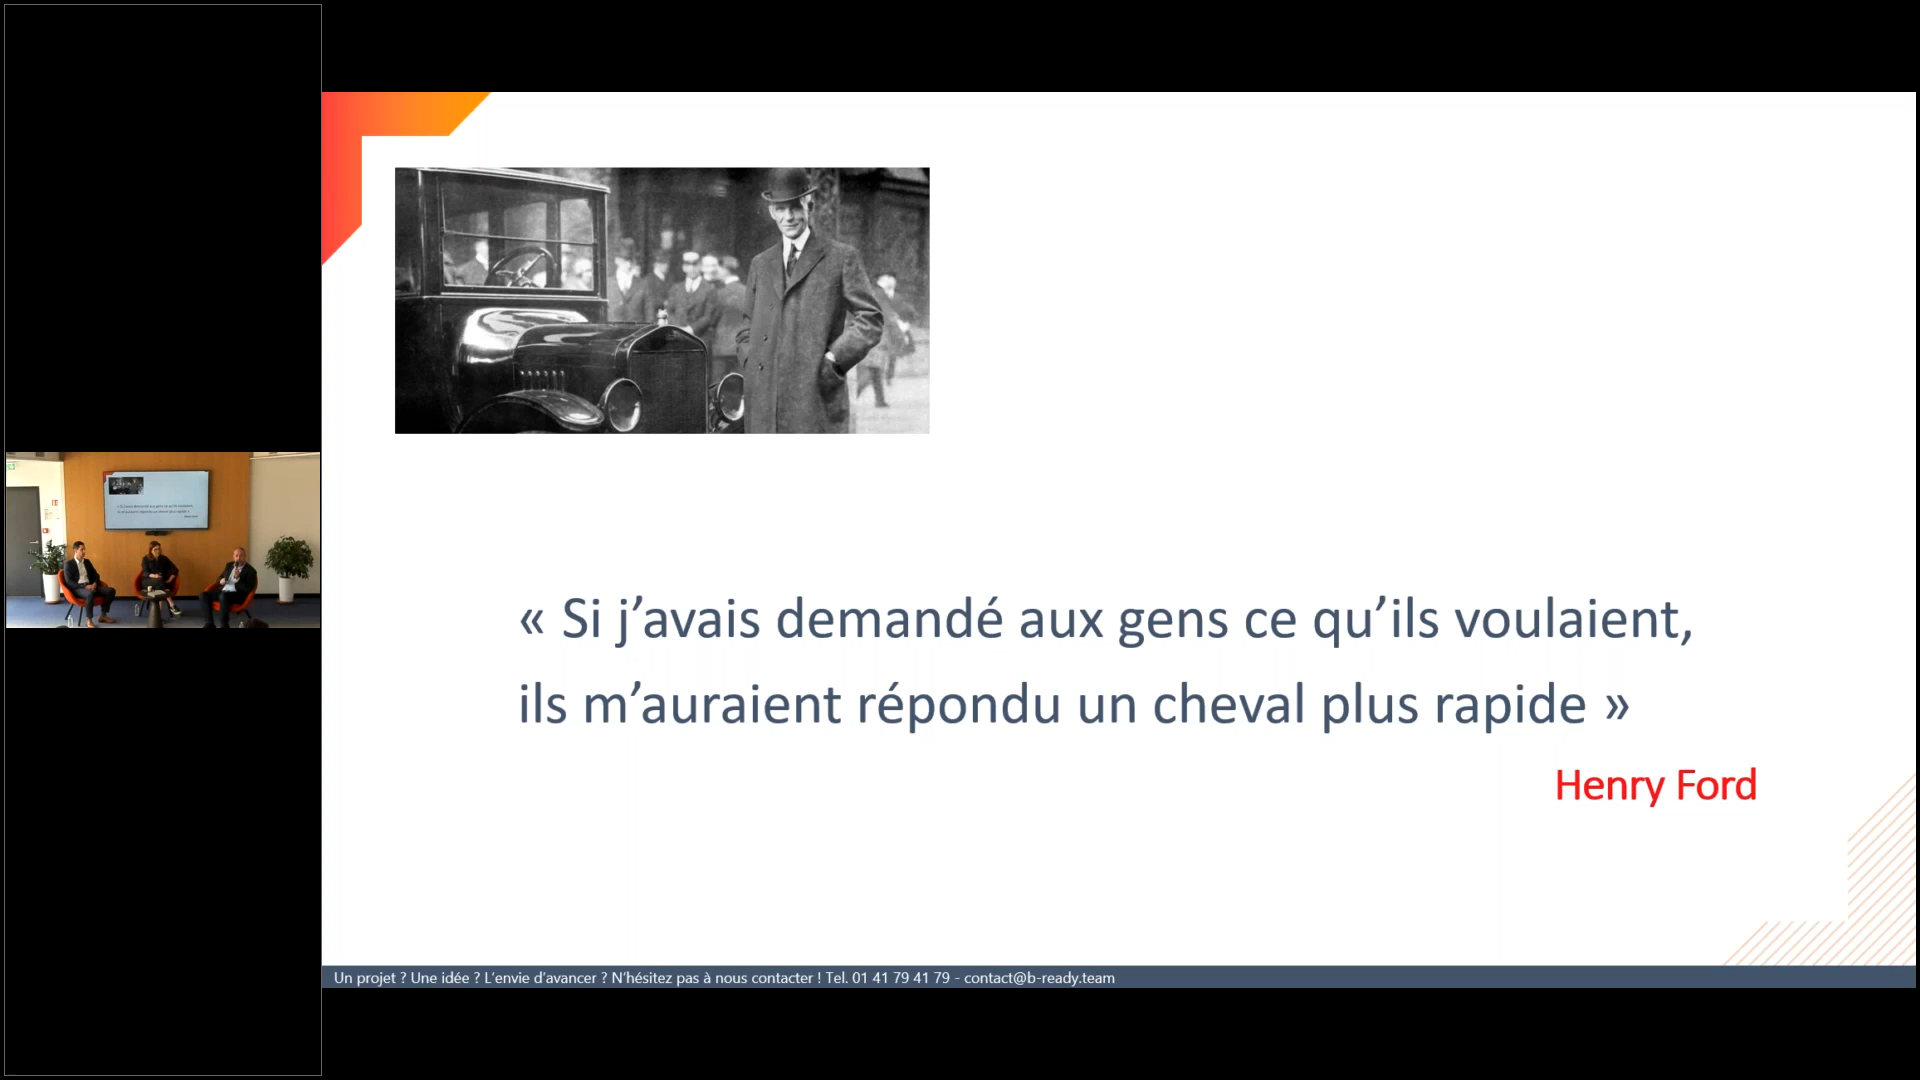 « Si j’avais demandé aux gens ce qu’ils voulaient,
ils m’auraient répondu un cheval plus rapide »
Henry Ford
Un projet ? Une idée ? L’envie d’avancer ? N’hésitez pas à nous contacter ! Tel. 01 41 79 41 79 - contact@b-ready.team